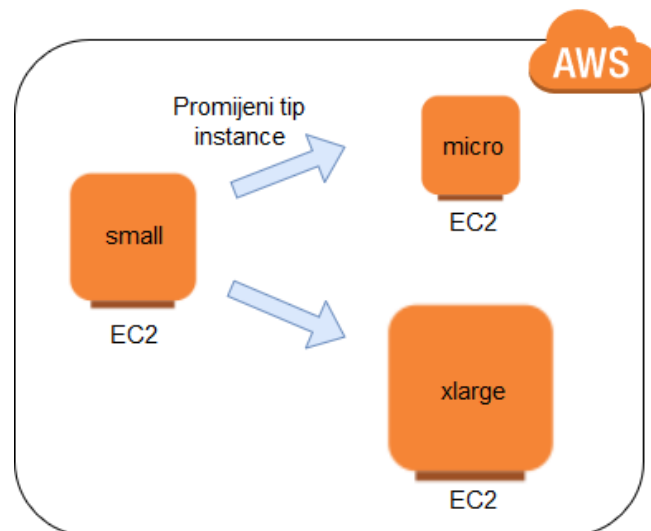 AWS
Promijeni tip
instance
micro
EC2
small
EC2
xlarge
EC2